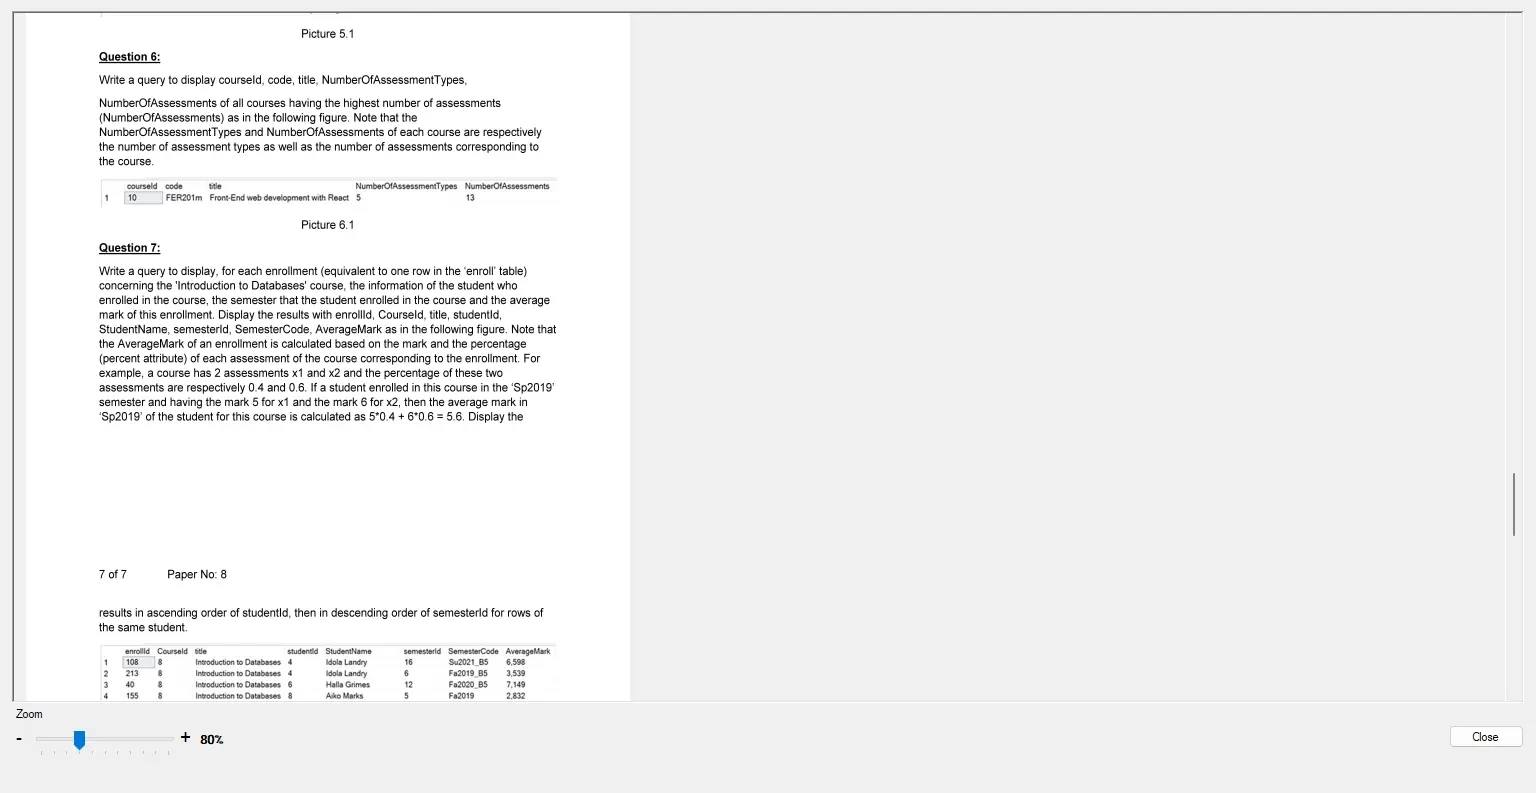 Picture 5.1
Question 6:
Write a query to display courseId, code, title, NumberOfAssessmentTypes,
NumberOfAssessments of all courses having the highest number of assessments
(NumberOfAssessments) as in the following figure. Note that the
NumberOfAssessmentTypes and NumberOfAssessments of each course are respectively
the number of assessment types as well as the number of assessments corresponding to
the course.
courseId code title NumberOfAssessmentTypes NumberOfAssessments
1 10 FER201m Front-End web development with React 5 13
Picture 6.1
Question 7:
Write a query to display, for each enrollment (equivalent to one row in the ‘enroll’ table)
concerning the 'Introduction to Databases' course, the information of the student who
enrolled in the course, the semester that the student enrolled in the course and the average
mark of this enrollment. Display the results with enrollId, CourseId, title, studentId,
StudentName, semesterId, SemesterCode, AverageMark as in the following figure. Note that
the AverageMark of an enrollment is calculated based on the mark and the percentage
(percent attribute) of each assessment of the course corresponding to the enrollment. For
example, a course has 2 assessments x1 and x2 and the percentage of these two
assessments are respectively 0.4 and 0.6. If a student enrolled in this course in the ‘Sp2019’
semester and having the mark 5 for x1 and the mark 6 for x2, then the average mark in
‘Sp2019’ of the student for this course is calculated as 5*0.4 + 6*0.6 = 5.6. Display the
7 of 7 Paper No: 8
results in ascending order of studentId, then in descending order of semesterId for rows of
the same student.
enrollId CourseId title studentId StudentName semesterId SemesterCode AverageMark
1 108 8 Introduction to Databases 4 Idola Landry 16 Su2021_B5 6,598
2 213 8 Introduction to Databases 4 Idola Landry 6 Fa2019_B5 3,539
3 40 8 Introduction to Databases 6 Halla Grimes 12 Fa2020_B5 7,149
4 155 8 Introduction to Databases 8 Aiko Marks 5 Fa2019 2,832
Zoom
- + 80%
Close